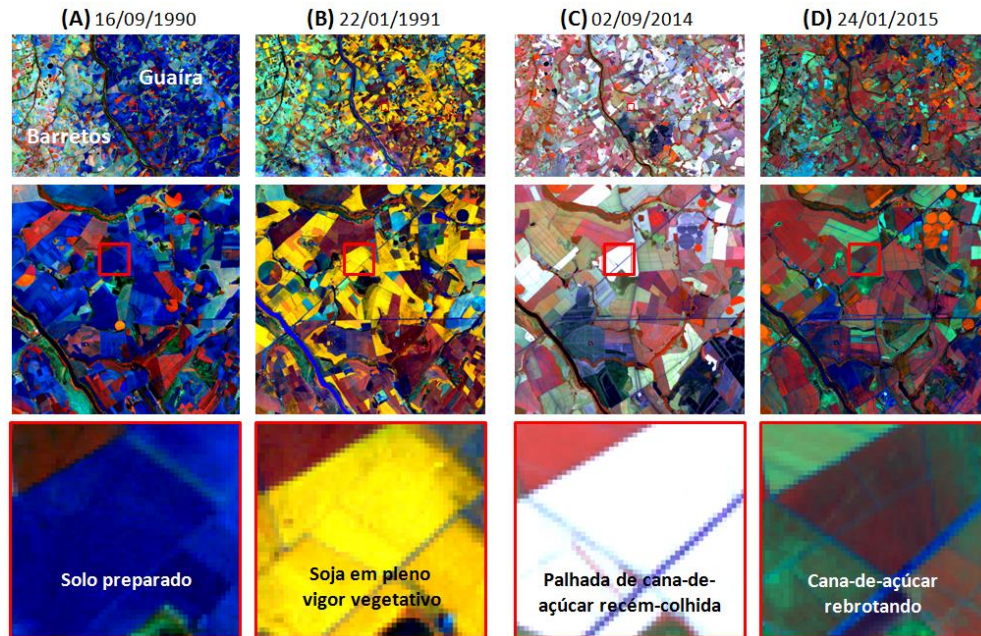 (A) 16/09/1990
(B) 22/01/1991
(C) 02/09/2014
(D) 24/01/2015
Guaíra
Barretos
Solo preparado
Soja em pleno
vigor vegetativo
Palhada de cana-de-
açúcar recém-colhida
Cana-de-açúcar
rebrotando